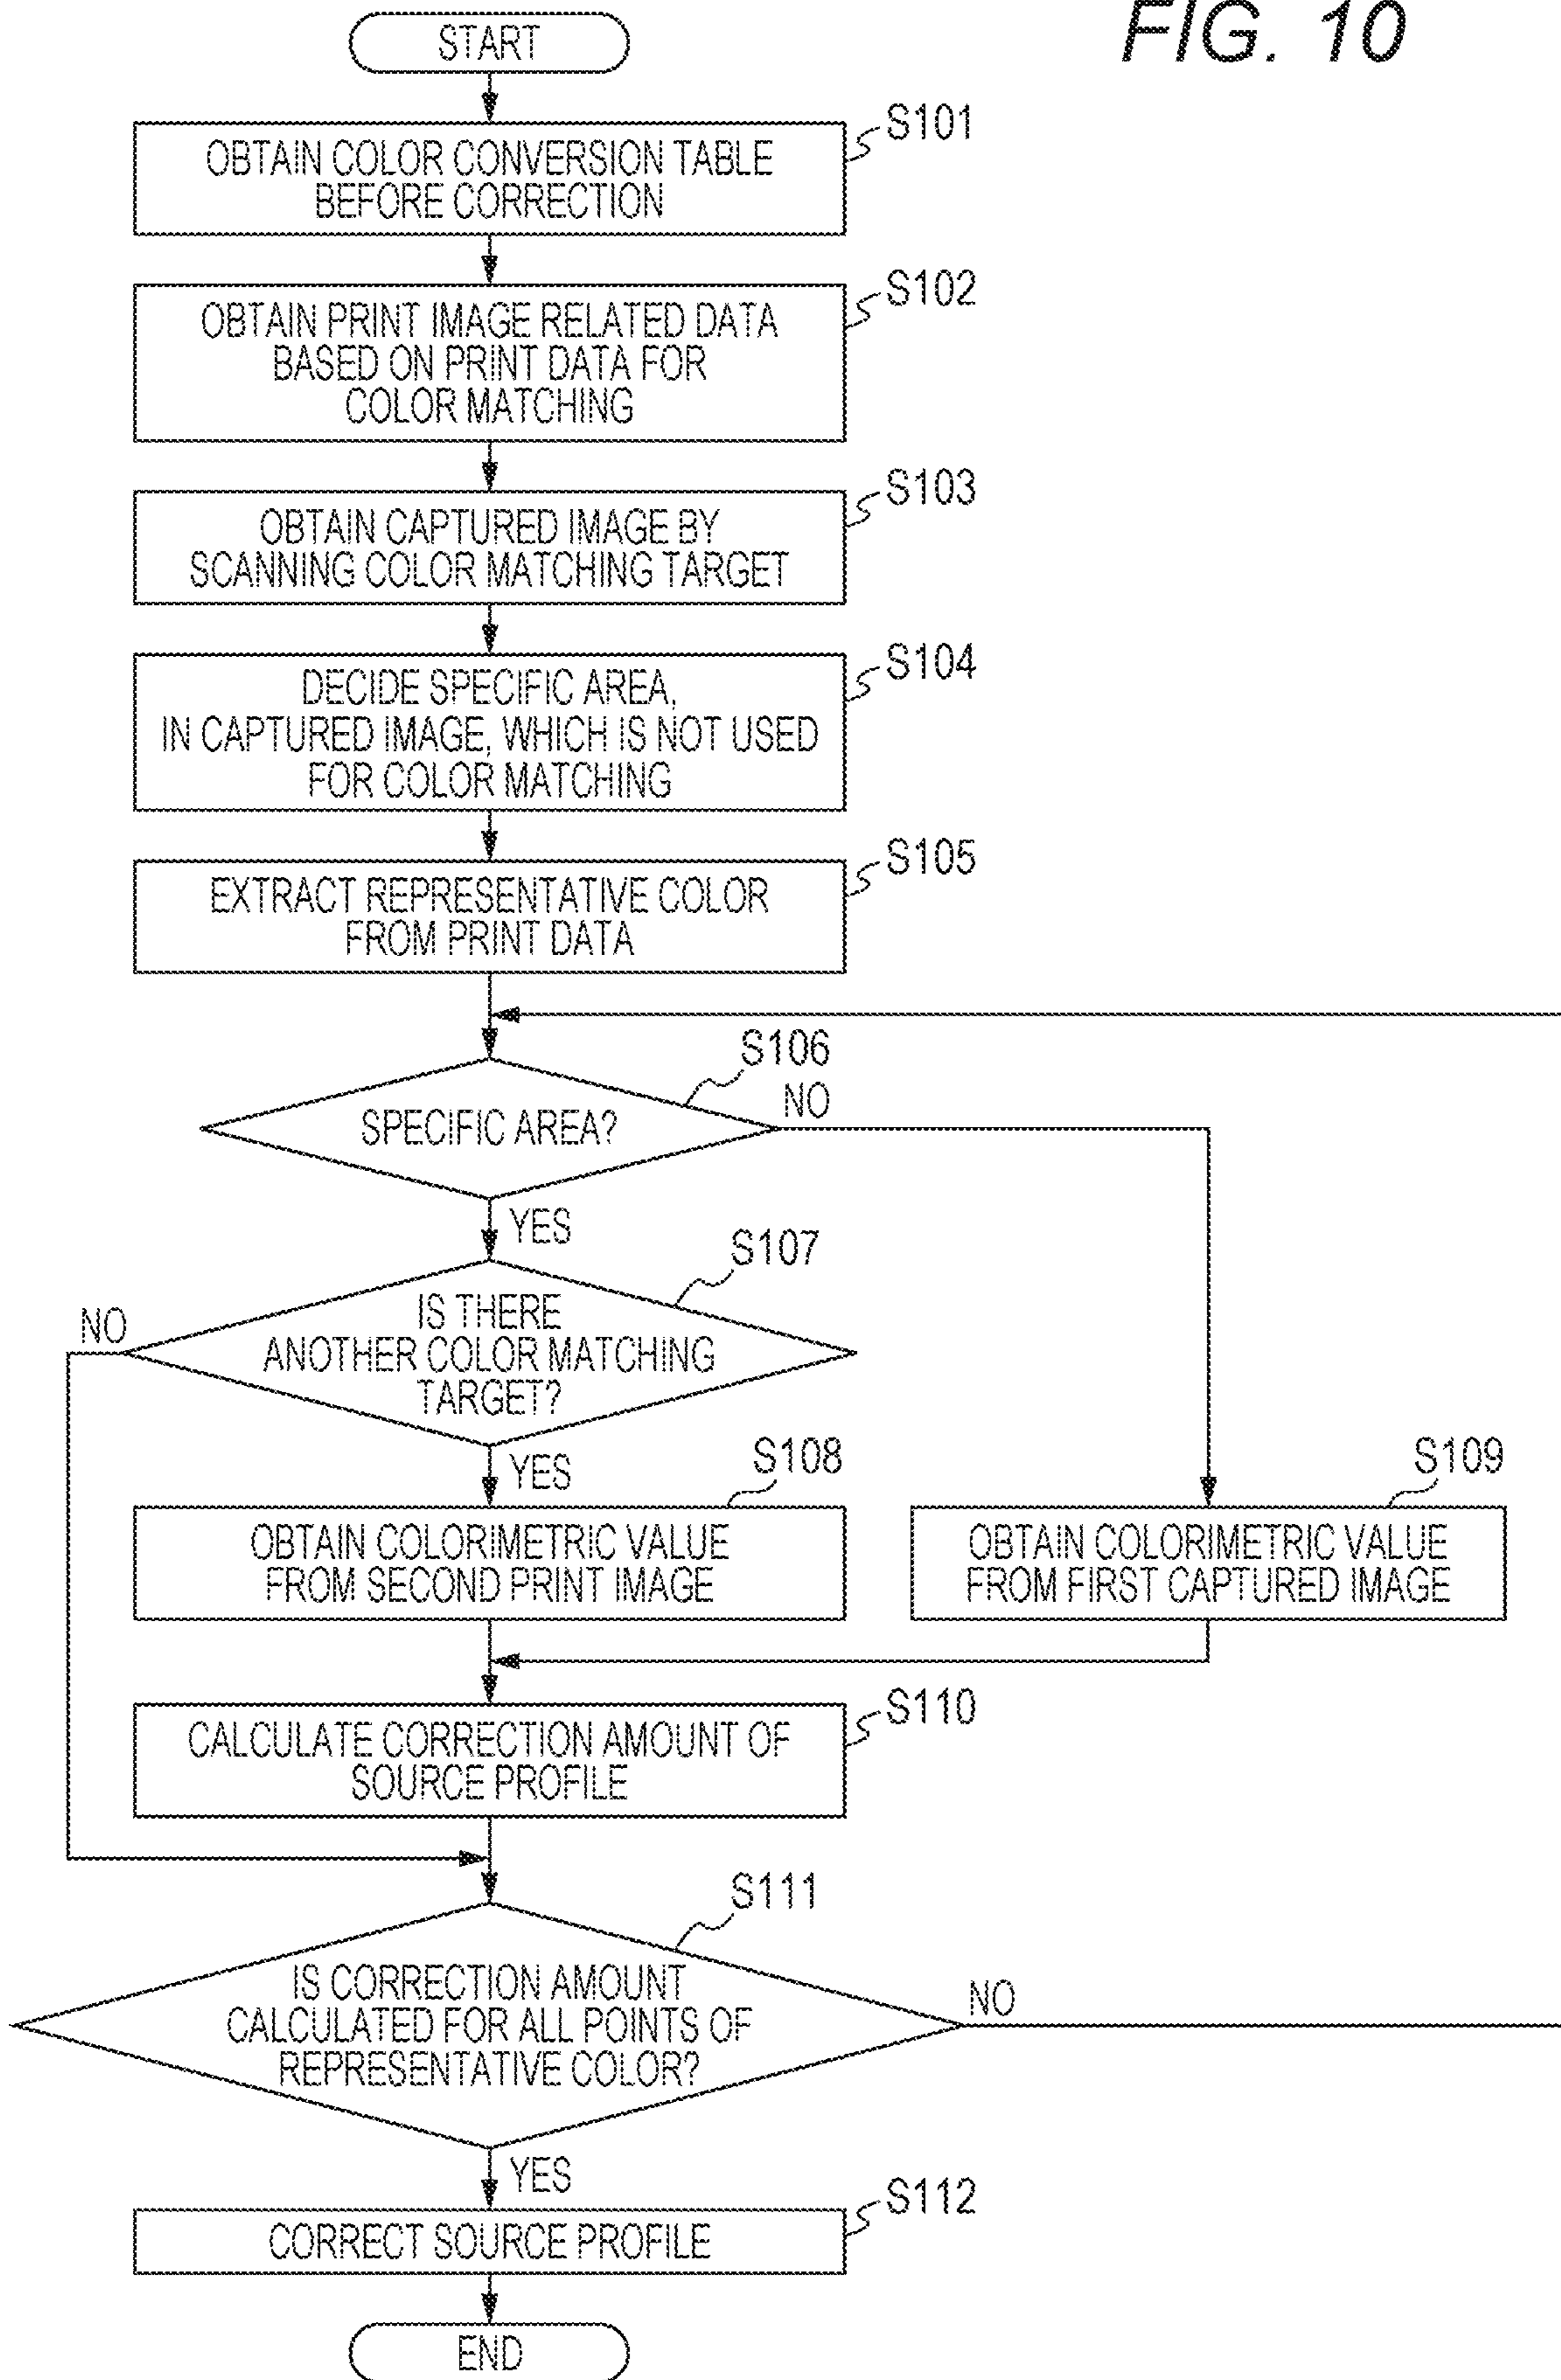 FIG. 10
START
S101
OBTAIN COLOR CONVERSION TABLE
BEFORE CORRECTION
S102
OBTAIN PRINT IMAGE RELATED DATA
BASED ON PRINT DATA FOR
COLOR MATCHING
S103
OBTAIN CAPTURED IMAGE BY
SCANNING COLOR MATCHING TARGET
S104
DECIDE SPECIFIC AREA,
IN CAPTURED IMAGE, WHICH IS NOT USED
FOR COLOR MATCHING
S105
EXTRACT REPRESENTATIVE COLOR
FROM PRINT DATA
S106
NO
SPECIFIC AREA?
YES
S107
NO
IS THERE
ANOTHER COLOR MATCHING
TARGET?
YES
S108
OBTAIN COLORIMETRIC VALUE
FROM SECOND PRINT IMAGE
S109
OBTAIN COLORIMETRIC VALUE
FROM FIRST CAPTURED IMAGE
S110
CALCULATE CORRECTION AMOUNT OF
SOURCE PROFILE
S111
IS CORRECTION AMOUNT
CALCULATED FOR ALL POINTS OF
REPRESENTATIVE COLOR?
NO
YES
S112
CORRECT SOURCE PROFILE
END